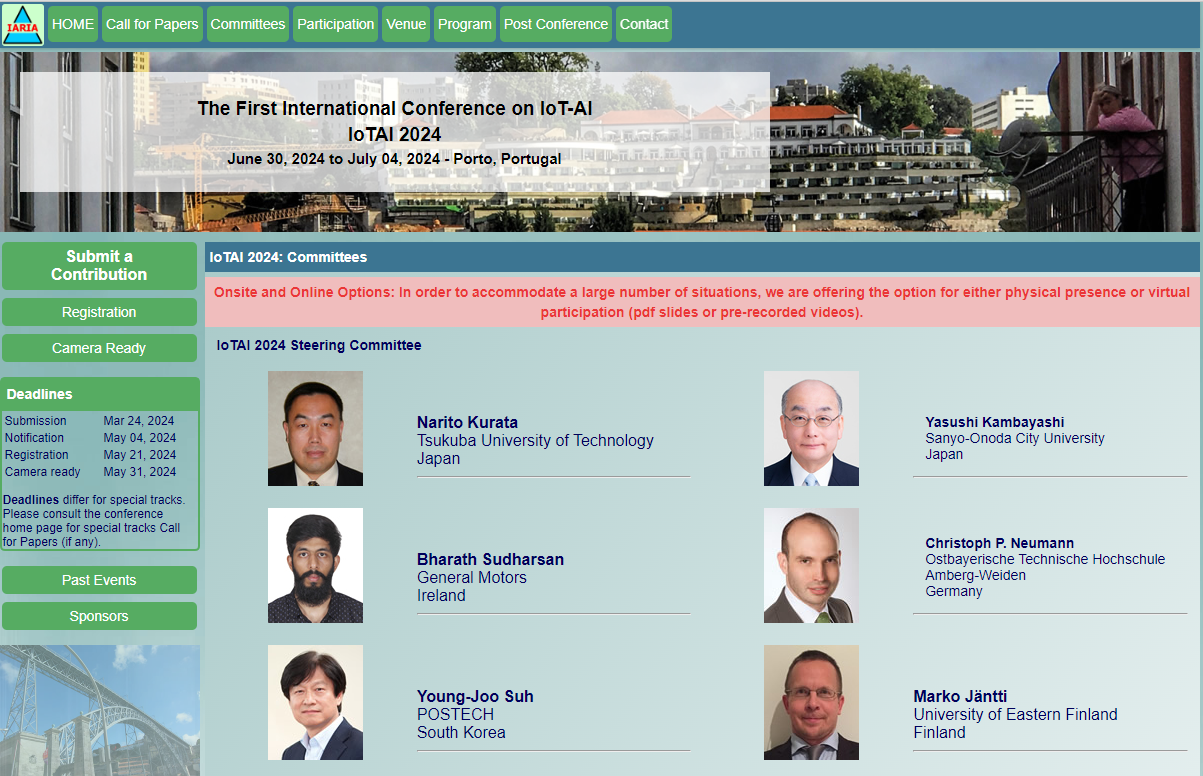 IARIA
HOME
Call for Papers
Committees
Participation
Venue
Program
Post Conference
Contact
The First International Conference on IoT-AI
IoTAI 2024
June 30, 2024 to July 04, 2024 - Porto, Portugal
Submit a
Contribution
Registration
Camera Ready
Deadlines
Submission Mar 24, 2024
Notification May 04, 2024
Registration May 21, 2024
Camera ready May 31, 2024
Deadlines differ for special tracks.
Please consult the conference
home page for special tracks Call
for Papers (if any).
Past Events
Sponsors
IoTAI 2024: Committees
Onsite and Online Options: In order to accommodate a large number of situations, we are offering the option for either physical presence or virtual
participation (pdf slides or pre-recorded videos).
IoTAI 2024 Steering Committee
Narito Kurata
Tsukuba University of Technology
Japan
Yasushi Kambayashi
Sanyo-Onoda City University
Japan
Bharath Sudharsan
General Motors
Ireland
Christoph P. Neumann
Ostbayerische Technische Hochschule
Amberg-Weiden
Germany
Young-Joo Suh
POSTECH
South Korea
Marko Jäntti
University of Eastern Finland
Finland